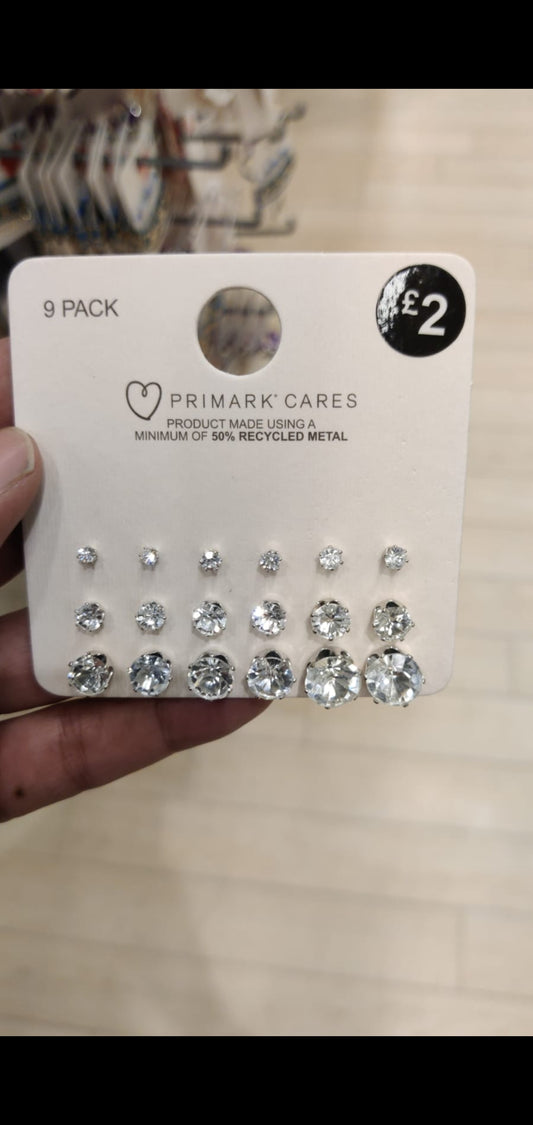 9 PACK
£2
PRIMARK® CARES
PRODUCT MADE USING A
MINIMUM OF 50% RECYCLED METAL